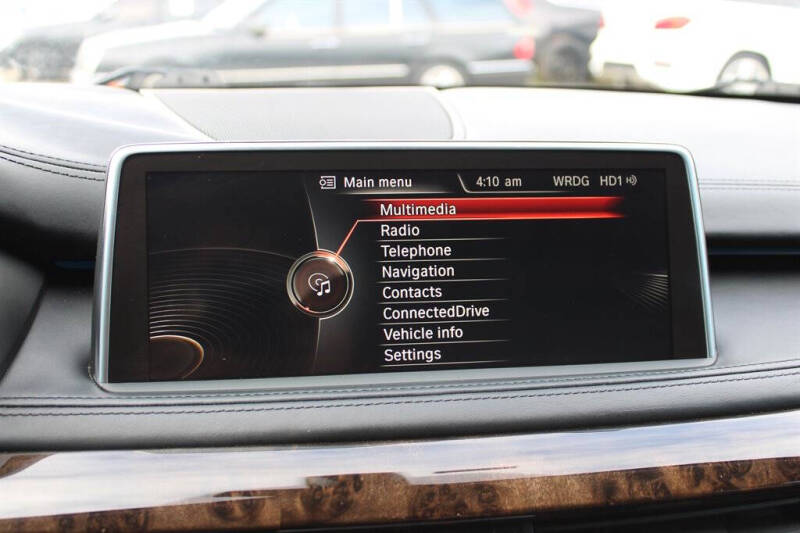 Main menu 4:10 am WRDG HD1
Multimedia
Radio
Telephone
Navigation
Contacts
ConnectedDrive
Vehicle info
Settings